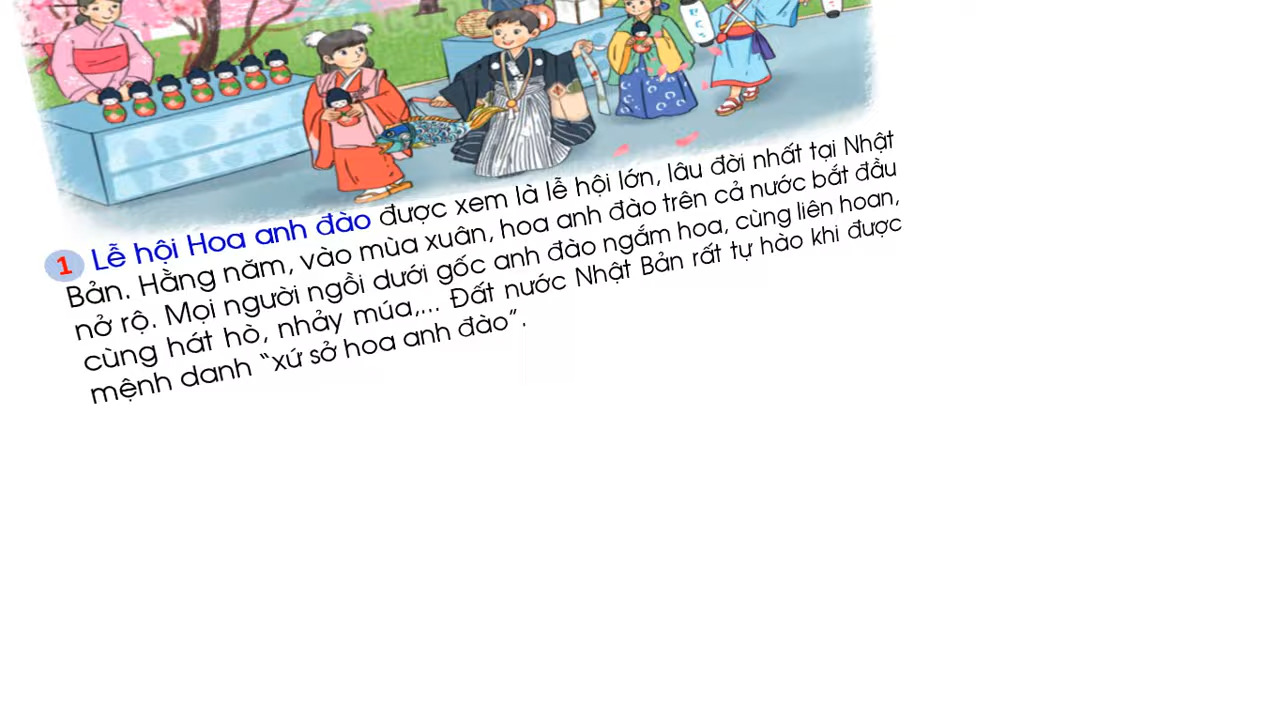 1 Lễ hội Hoa anh đào được xem là lễ hội lớn, lâu đời nhất tại Nhật
Bản. Hằng năm, vào mùa xuân, hoa anh đào trên cả nước bắt đầu
nở rộ. Mọi người ngồi dưới gốc anh đào ngắm hoa, cùng liên hoan,
cùng hát hò, nhảy múa,... Đất nước Nhật Bản rất tự hào khi được
mệnh danh “xứ sở hoa anh đào”.